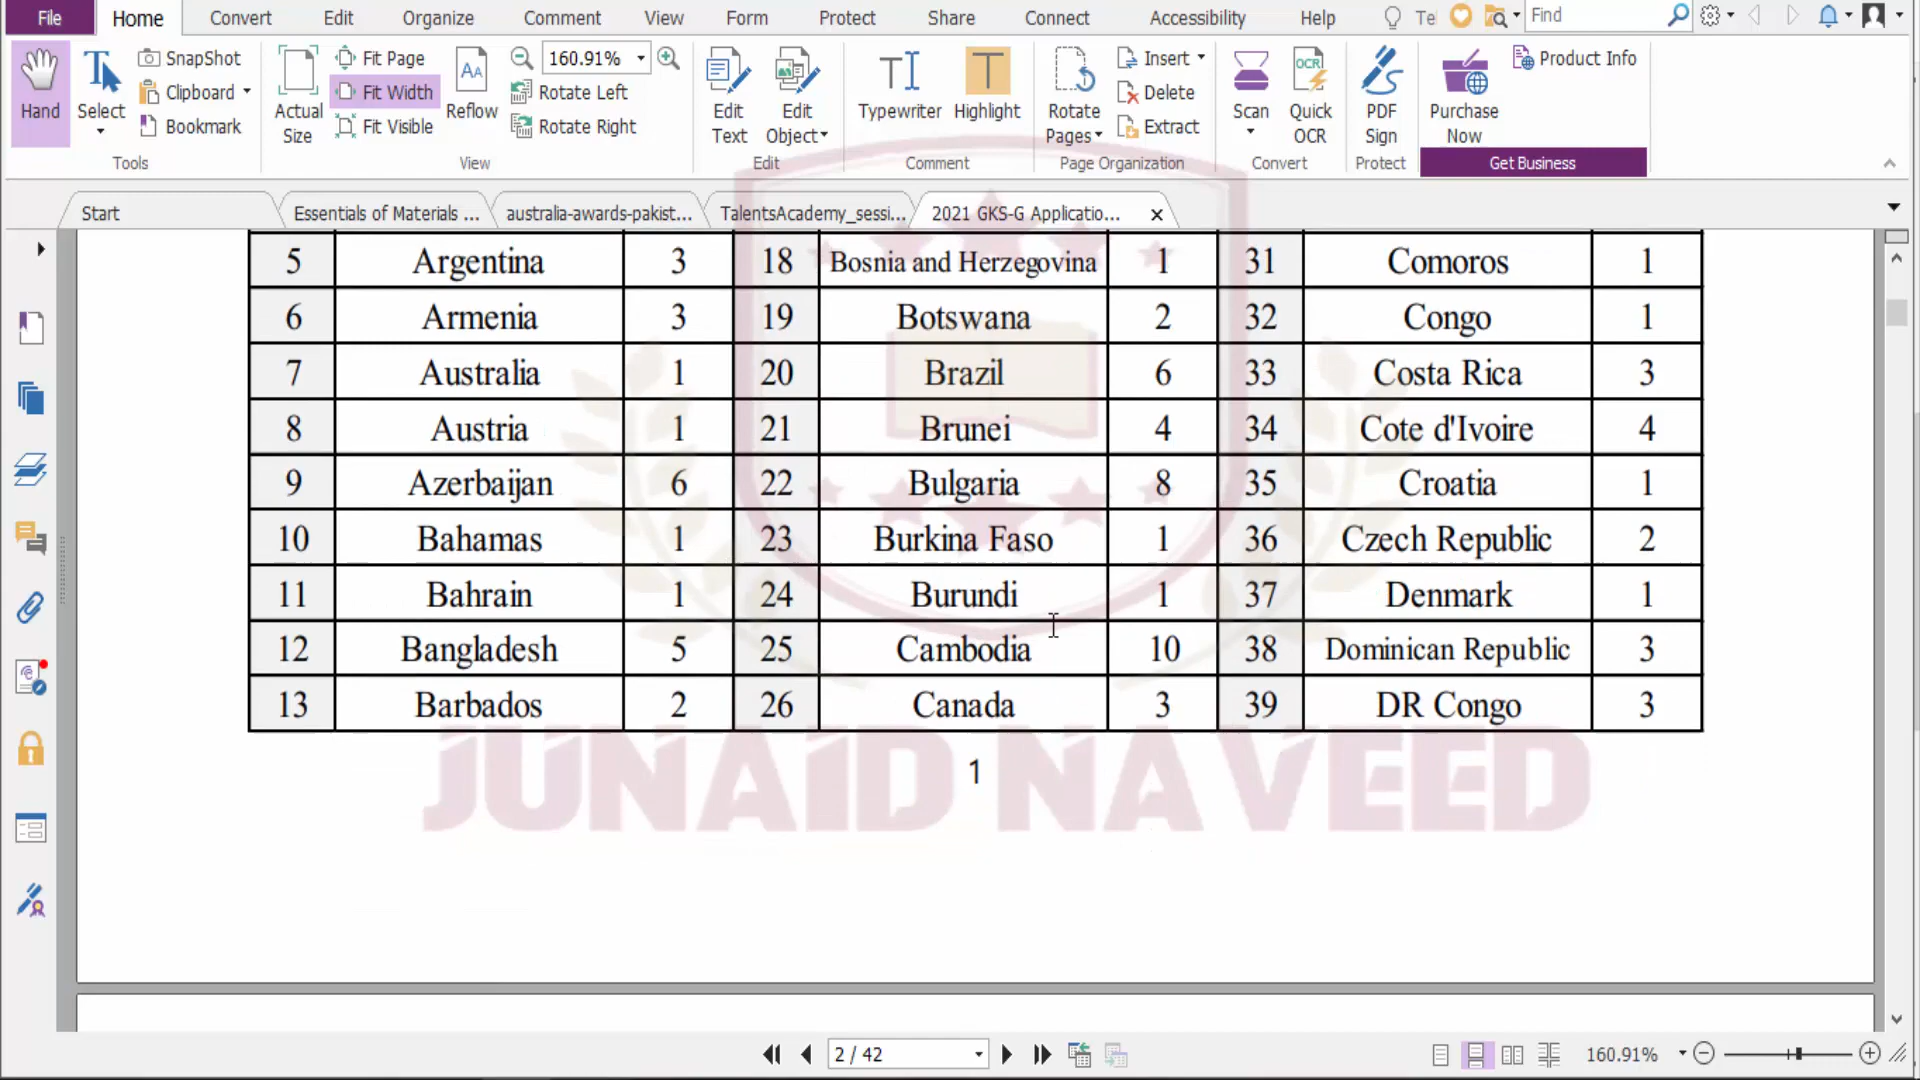 File Home Convert Edit Organize Comment View Form Protect Share Connect Accessibility Help Tel Find
Hand
Select
SnapShot
Clipboard
Bookmark
Tools
Actual Size
Fit Page
Fit Width
Fit Visible
Reflow
160.91%
Rotate Left
Rotate Right
View
Edit Text
Edit Object
Edit
Typewriter
Highlight
Comment
Rotate Pages
Insert
Delete
Extract
Page Organization
Scan
Quick OCR
Convert
PDF Sign
Protect
Purchase Now
Product Info
Get Business
Start
Essentials of Materials ...
australia-awards-pakist...
TalentsAcademy_sessi...
2021 GKS-G Applicatio...
5 Argentina 3 18 Bosnia and Herzegovina 1 31 Comoros 1
6 Armenia 3 19 Botswana 2 32 Congo 1
7 Australia 1 20 Brazil 6 33 Costa Rica 3
8 Austria 1 21 Brunei 4 34 Cote d'Ivoire 4
9 Azerbaijan 6 22 Bulgaria 8 35 Croatia 1
10 Bahamas 1 23 Burkina Faso 1 36 Czech Republic 2
11 Bahrain 1 24 Burundi 1 37 Denmark 1
12 Bangladesh 5 25 Cambodia 10 38 Dominican Republic 3
13 Barbados 2 26 Canada 3 39 DR Congo 3
1
JUNAID NAVEED
2 / 42
160.91%